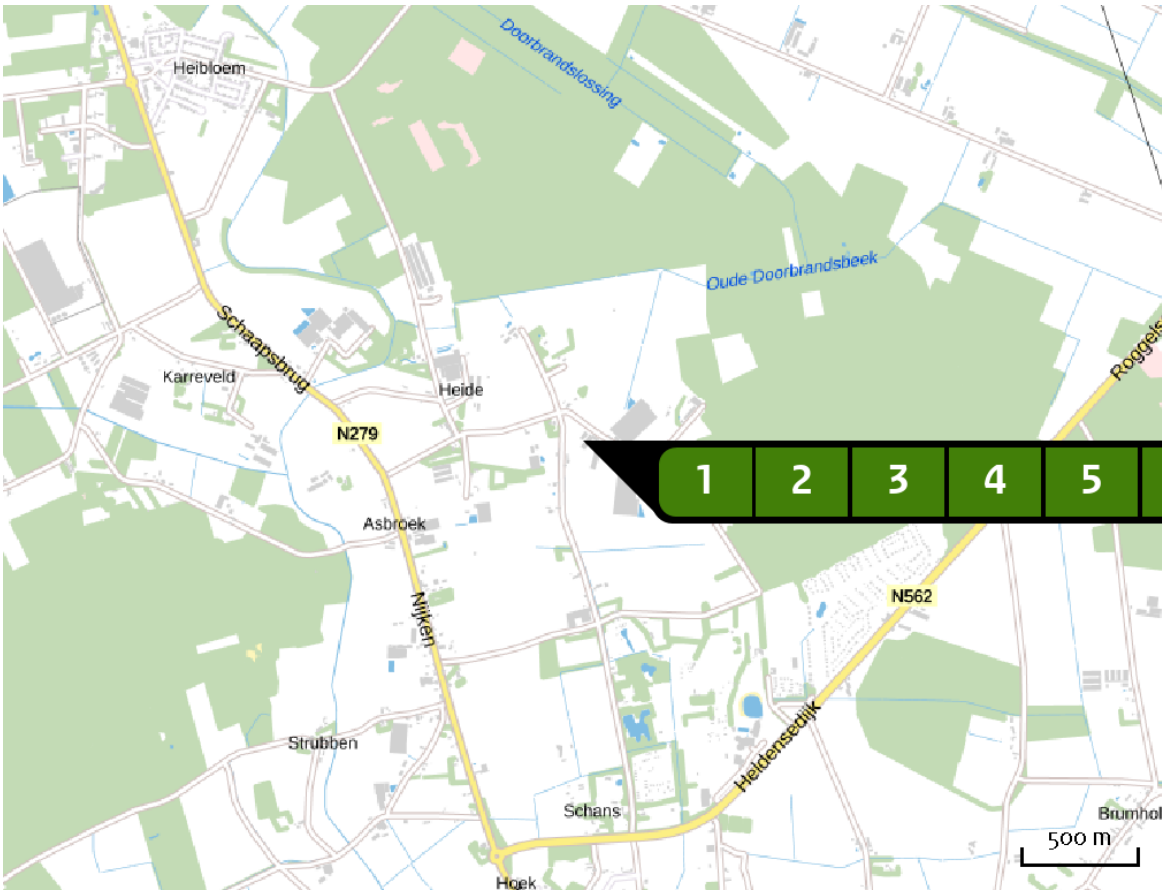 Doorbrandslossing
Heibloem
Oude Doorbrandsbeek
Schaapsbrug
Roggels
Karreveld
Heide
N279
1 2 3 4 5
Asbroek
Nijken
N562
Strubben
Heldensedijk
Schans
Brumhol
500 m
Hoek